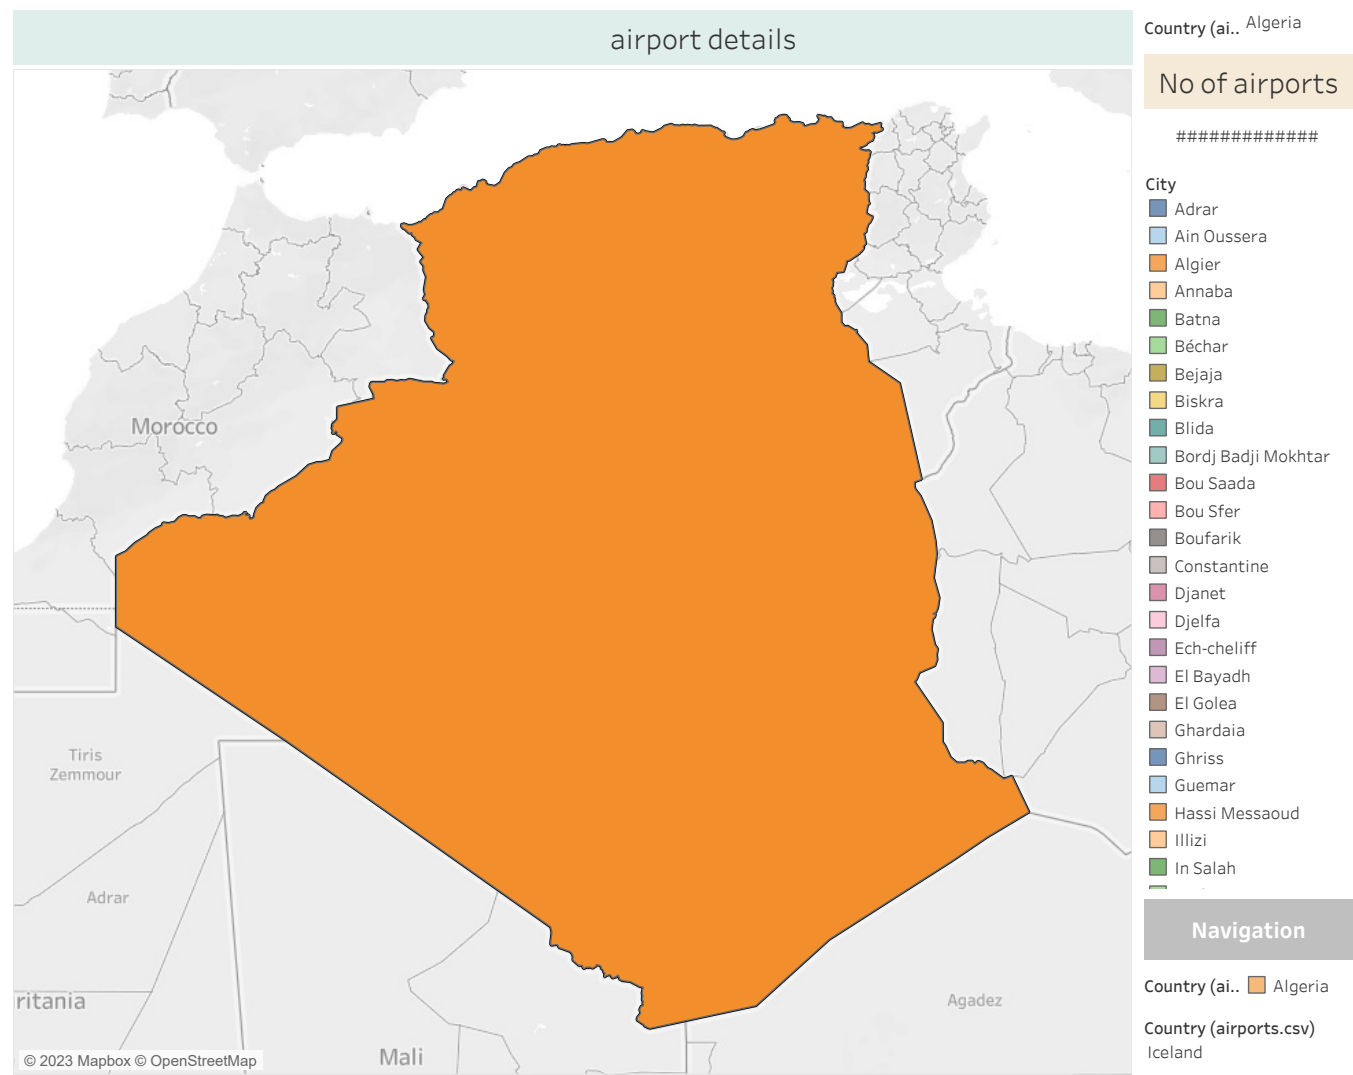 airport details
Country (ai.. Algeria
No of airports
#############
City
Adrar
Ain Oussera
Algier
Annaba
Batna
Béchar
Bejaja
Biskra
Blida
Bordj Badji Mokhtar
Bou Saada
Bou Sfer
Boufarik
Constantine
Djanet
Djelfa
Ech-cheliff
El Bayadh
El Golea
Ghardaia
Ghriss
Guemar
Hassi Messaoud
Illizi
In Salah
Navigation
Country (ai.. Algeria
Country (airports.csv)
Iceland
Morocco
Tiris
Zemmour
Adrar
ritania
Agadez
Mali
© 2023 Mapbox © OpenStreetMap